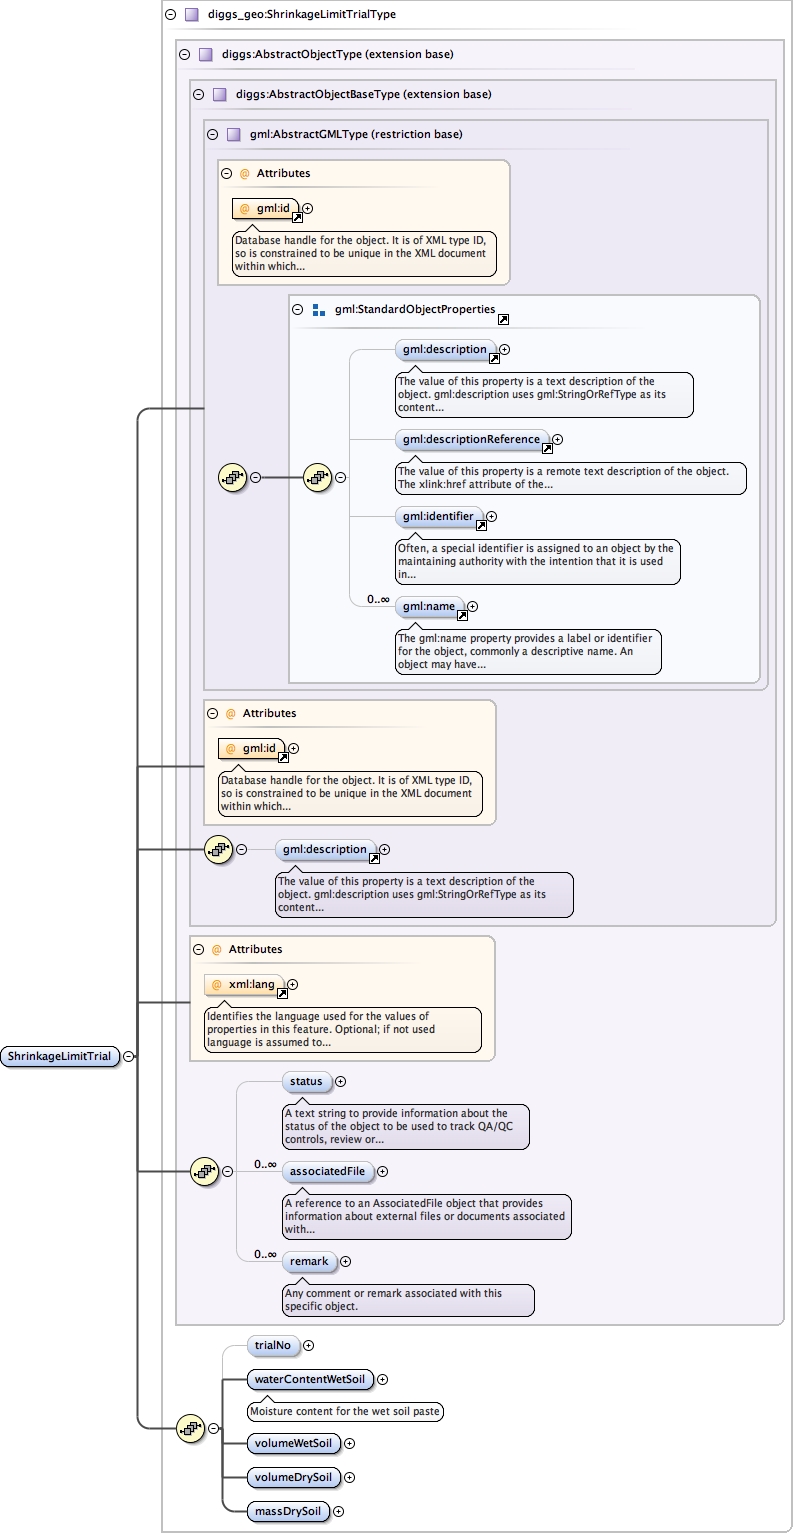 diggs_geo:ShrinkageLimitTrialType
diggs:AbstractObjectType (extension base)
diggs:AbstractObjectBaseType (extension base)
gml:AbstractGMLType (restriction base)
@ Attributes
@ gml:id
Database handle for the object. It is of XML type ID,
so is constrained to be unique in the XML document
within which...
gml:StandardObjectProperties
gml:description
The value of this property is a text description of the
object. gml:description uses gml:StringOrRefType as its
content...
gml:descriptionReference
The value of this property is a remote text description of the object.
The xlink:href attribute of the...
gml:identifier
Often, a special identifier is assigned to an object by the
maintaining authority with the intention that it is used
in...
0..∞
gml:name
The gml:name property provides a label or identifier
for the object, commonly a descriptive name. An
object may have...
@ Attributes
@ gml:id
Database handle for the object. It is of XML type ID,
so is constrained to be unique in the XML document
within which...
gml:description
The value of this property is a text description of the
object. gml:description uses gml:StringOrRefType as its
content...
@ Attributes
@ xml:lang
Identifies the language used for the values of
properties in this feature. Optional; if not used
language is assumed to...
ShrinkageLimitTrial
status
A text string to provide information about the
status of the object to be used to track QA/QC
controls, review or...
0..∞
associatedFile
A reference to an AssociatedFile object that provides
information about external files or documents associated
with...
0..∞
remark
Any comment or remark associated with this
specific object.
trialNo
waterContentWetSoil
Moisture content for the wet soil paste
volumeWetSoil
volumeDrySoil
massDrySoil